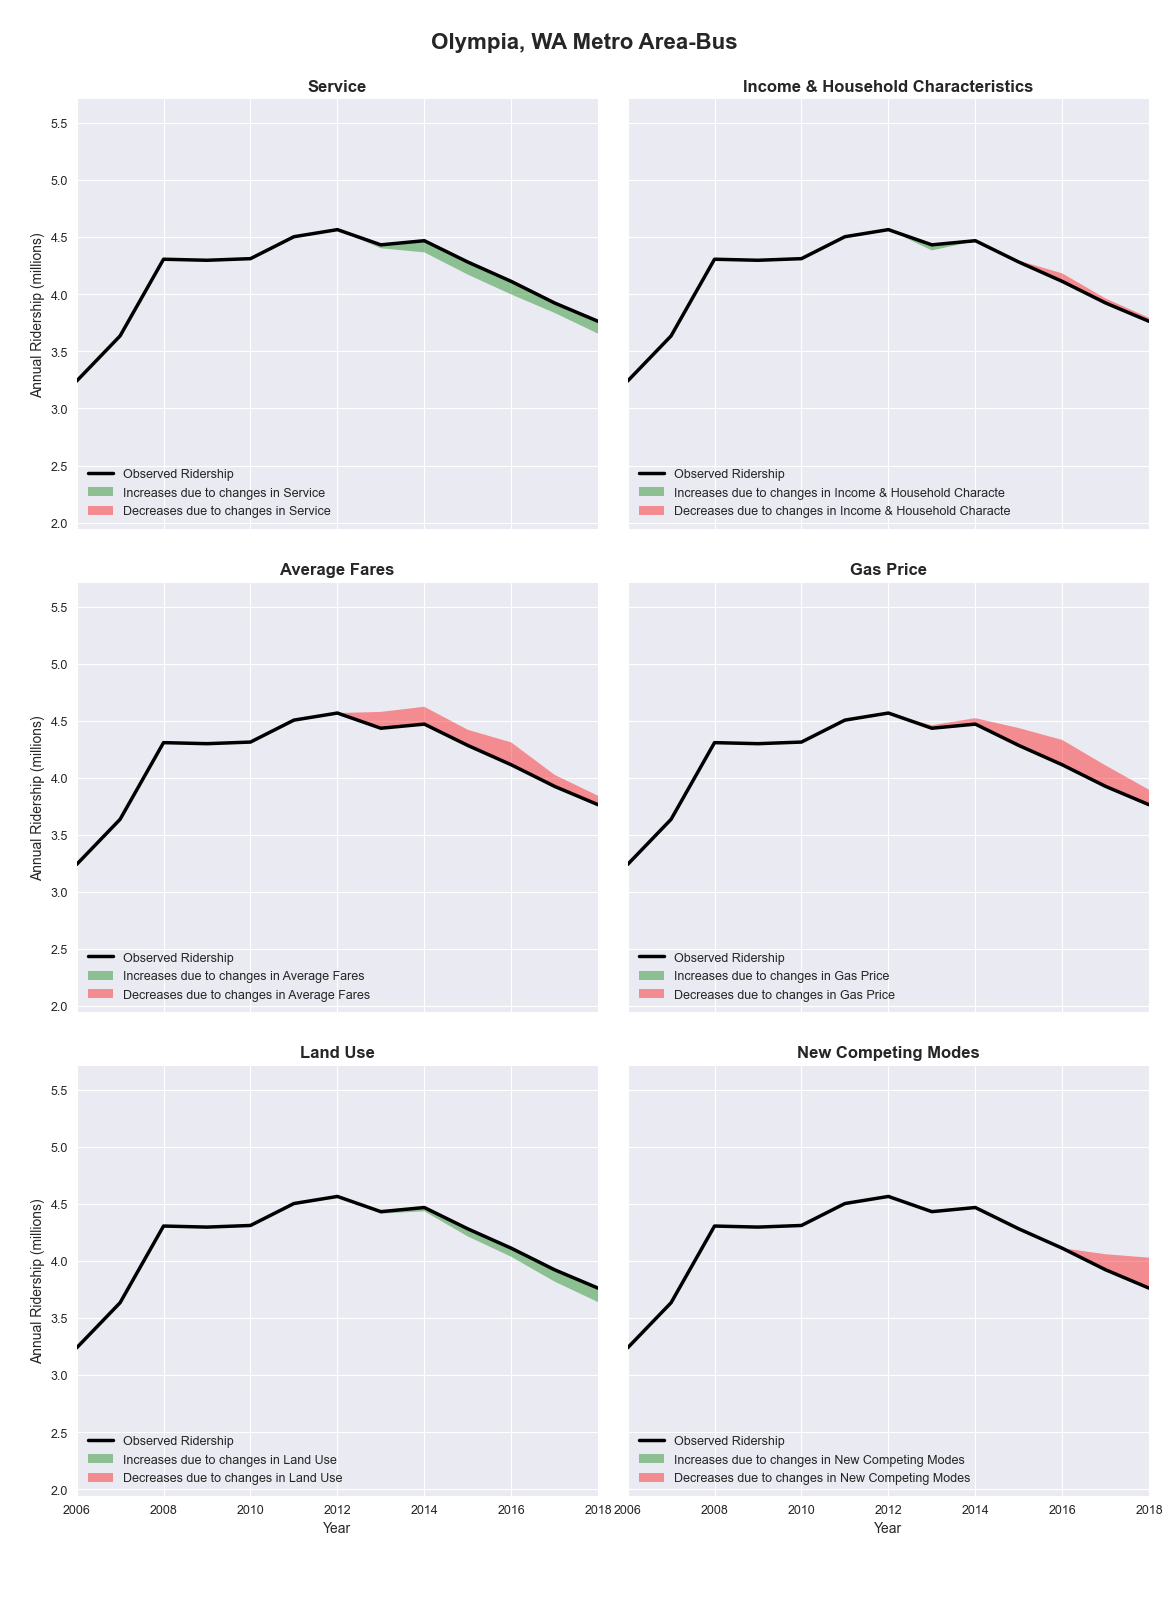 Olympia, WA Metro Area-Bus
Service
5.5
5.0
4.5
4.0
3.5
3.0
2.5
2.0
Annual Ridership (millions)
Observed Ridership
Increases due to changes in Service
Decreases due to changes in Service
Income & Household Characteristics
Observed Ridership
Increases due to changes in Income & Household Characte
Decreases due to changes in Income & Household Characte
Average Fares
5.5
5.0
4.5
4.0
3.5
3.0
2.5
2.0
Annual Ridership (millions)
Observed Ridership
Increases due to changes in Average Fares
Decreases due to changes in Average Fares
Gas Price
Observed Ridership
Increases due to changes in Gas Price
Decreases due to changes in Gas Price
Land Use
5.5
5.0
4.5
4.0
3.5
3.0
2.5
2.0
Annual Ridership (millions)
Observed Ridership
Increases due to changes in Land Use
Decreases due to changes in Land Use
2006 2008 2010 2012 2014 2016 2018
Year
New Competing Modes
Observed Ridership
Increases due to changes in New Competing Modes
Decreases due to changes in New Competing Modes
2006 2008 2010 2012 2014 2016 2018
Year